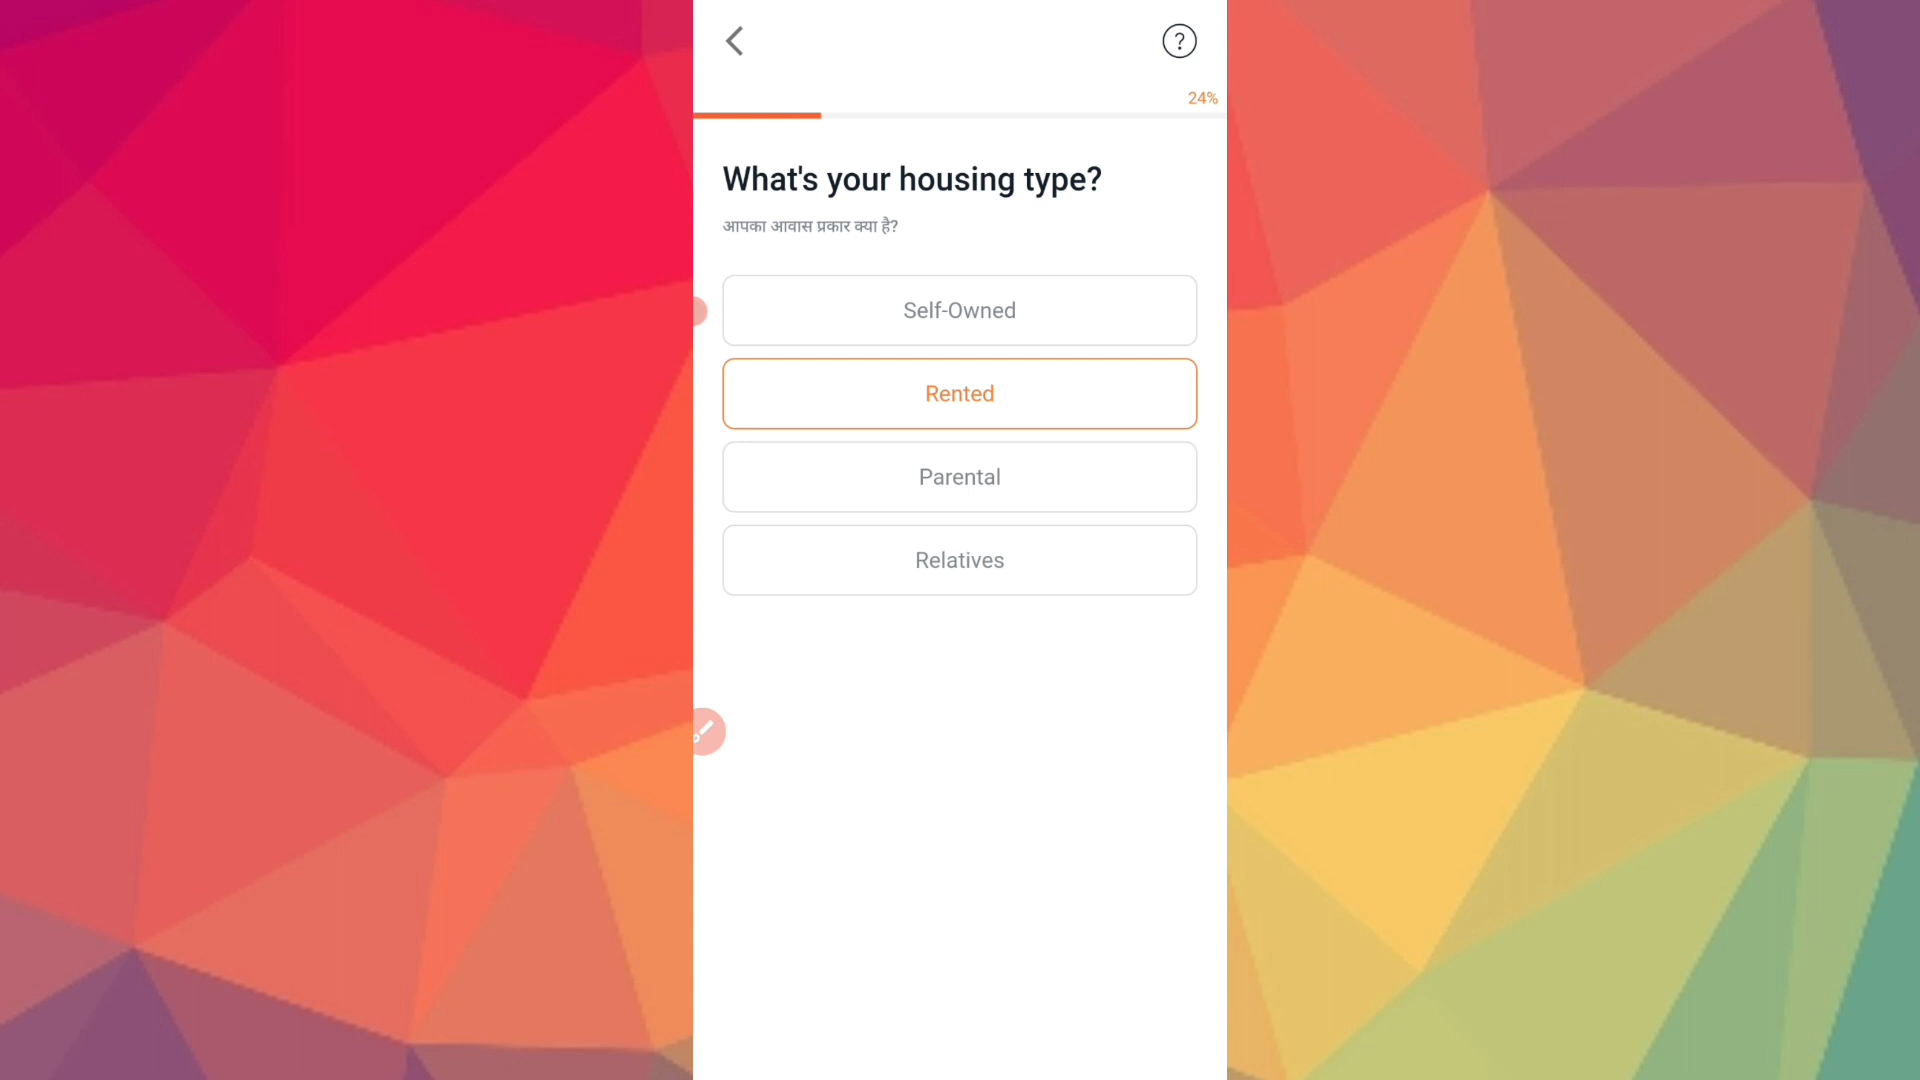 ?
24%
What's your housing type?
आपका आवास प्रकार क्या है?
Self-Owned
Rented
Parental
Relatives